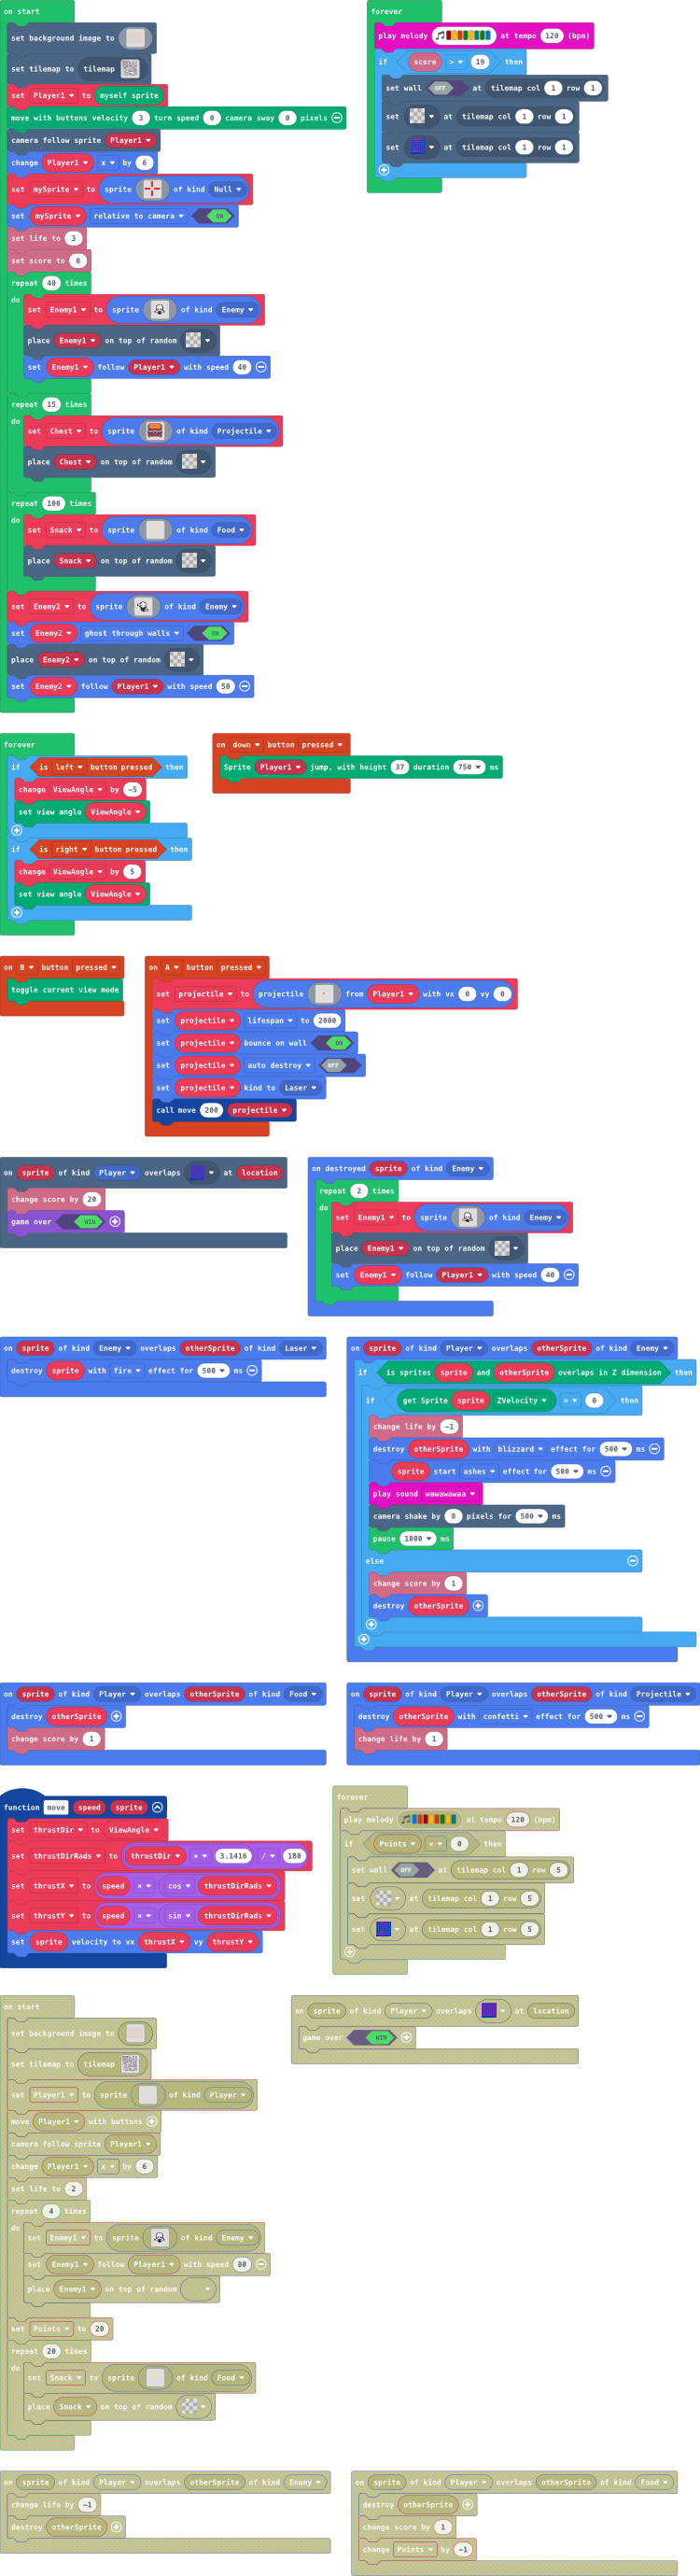 on start
set background image to
set tilemap to tilemap
set Player1 to myself sprite
move with buttons velocity 3 turn speed 0 camera sway 0 pixels
camera follow sprite Player1
change Player1 x by 6
set mySprite to sprite of kind Null
set mySprite relative to camera ON
set life to 3
set score to 0
repeat 40 times
do
set Enemy1 to sprite of kind Enemy
place Enemy1 on top of random
set Enemy1 follow Player1 with speed 40
repeat 15 times
do
set Chest to sprite of kind Projectile
place Chest on top of random
repeat 100 times
do
set Snack to sprite of kind Food
place Snack on top of random
set Enemy2 to sprite of kind Enemy
set Enemy2 ghost through walls ON
place Enemy2 on top of random
set Enemy2 follow Player1 with speed 50
forever
play melody at tempo 120 (bpm)
if score > 19 then
set wall OFF at tilemap col 1 row 1
set at tilemap col 1 row 1
set at tilemap col 1 row 1
forever
if is left button pressed then
change ViewAngle by -5
set view angle ViewAngle
if is right button pressed then
change ViewAngle by 5
set view angle ViewAngle
on down button pressed
Sprite Player1 jump, with height 37 duration 750 ms
on B button pressed
toggle current view mode
on A button pressed
set projectile to projectile from Player1 with vx 0 vy 0
set projectile lifespan to 2000
set projectile bounce on wall ON
set projectile auto destroy OFF
set projectile kind to Laser
call move 200 projectile
on sprite of kind Player overlaps at location
change score by 20
game over WIN
on destroyed sprite of kind Enemy
repeat 2 times
do
set Enemy1 to sprite of kind Enemy
place Enemy1 on top of random
set Enemy1 follow Player1 with speed 40
on sprite of kind Enemy overlaps otherSprite of kind Laser
destroy sprite with fire effect for 500 ms
on sprite of kind Player overlaps otherSprite of kind Enemy
if is sprites sprite and otherSprite overlaps in Z dimension then
if get Sprite sprite ZVelocity = 0 then
change life by -1
destroy otherSprite with blizzard effect for 500 ms
sprite start ashes effect for 500 ms
play sound wawawawaa
camera shake by 8 pixels for 500 ms
pause 1000 ms
else
change score by 1
destroy otherSprite
on sprite of kind Player overlaps otherSprite of kind Food
destroy otherSprite
change score by 1
on sprite of kind Player overlaps otherSprite of kind Projectile
destroy otherSprite with confetti effect for 500 ms
change life by 1
function move speed sprite
set thrustDir to ViewAngle
set thrustDirRads to thrustDir × 3.1416 / 180
set thrustX to speed × cos thrustDirRads
set thrustY to speed × sin thrustDirRads
set sprite velocity to vx thrustX vy thrustY
forever
play melody at tempo 120 (bpm)
if Points = 0 then
set wall OFF at tilemap col 1 row 5
set at tilemap col 1 row 5
set at tilemap col 1 row 5
on start
set background image to
set tilemap to tilemap
set Player1 to sprite of kind Player
move Player1 with buttons
camera follow sprite Player1
change Player1 x by 6
set life to 2
repeat 4 times
do
set Enemy1 to sprite of kind Enemy
set Enemy1 follow Player1 with speed 80
place Enemy1 on top of random
set Points to 20
repeat 20 times
do
set Snack to sprite of kind Food
place Snack on top of random
on sprite of kind Player overlaps at location
game over WIN
on sprite of kind Player overlaps otherSprite of kind Enemy
change life by -1
destroy otherSprite
on sprite of kind Player overlaps otherSprite of kind Food
destroy otherSprite
change score by 1
change Points by -1